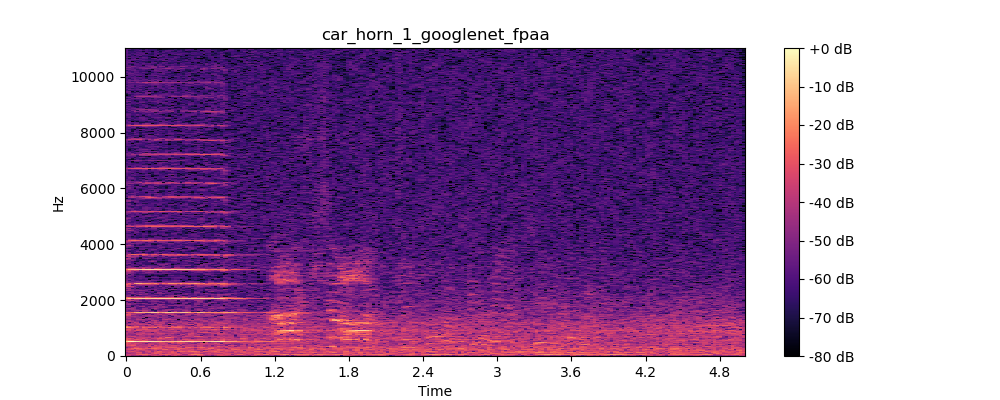 car_horn_1_googlenet_fpaa
Hz
10000
8000
6000
4000
2000
0
0 0.6 1.2 1.8 2.4 3 3.6 4.2 4.8
Time
+0 dB
-10 dB
-20 dB
-30 dB
-40 dB
-50 dB
-60 dB
-70 dB
-80 dB